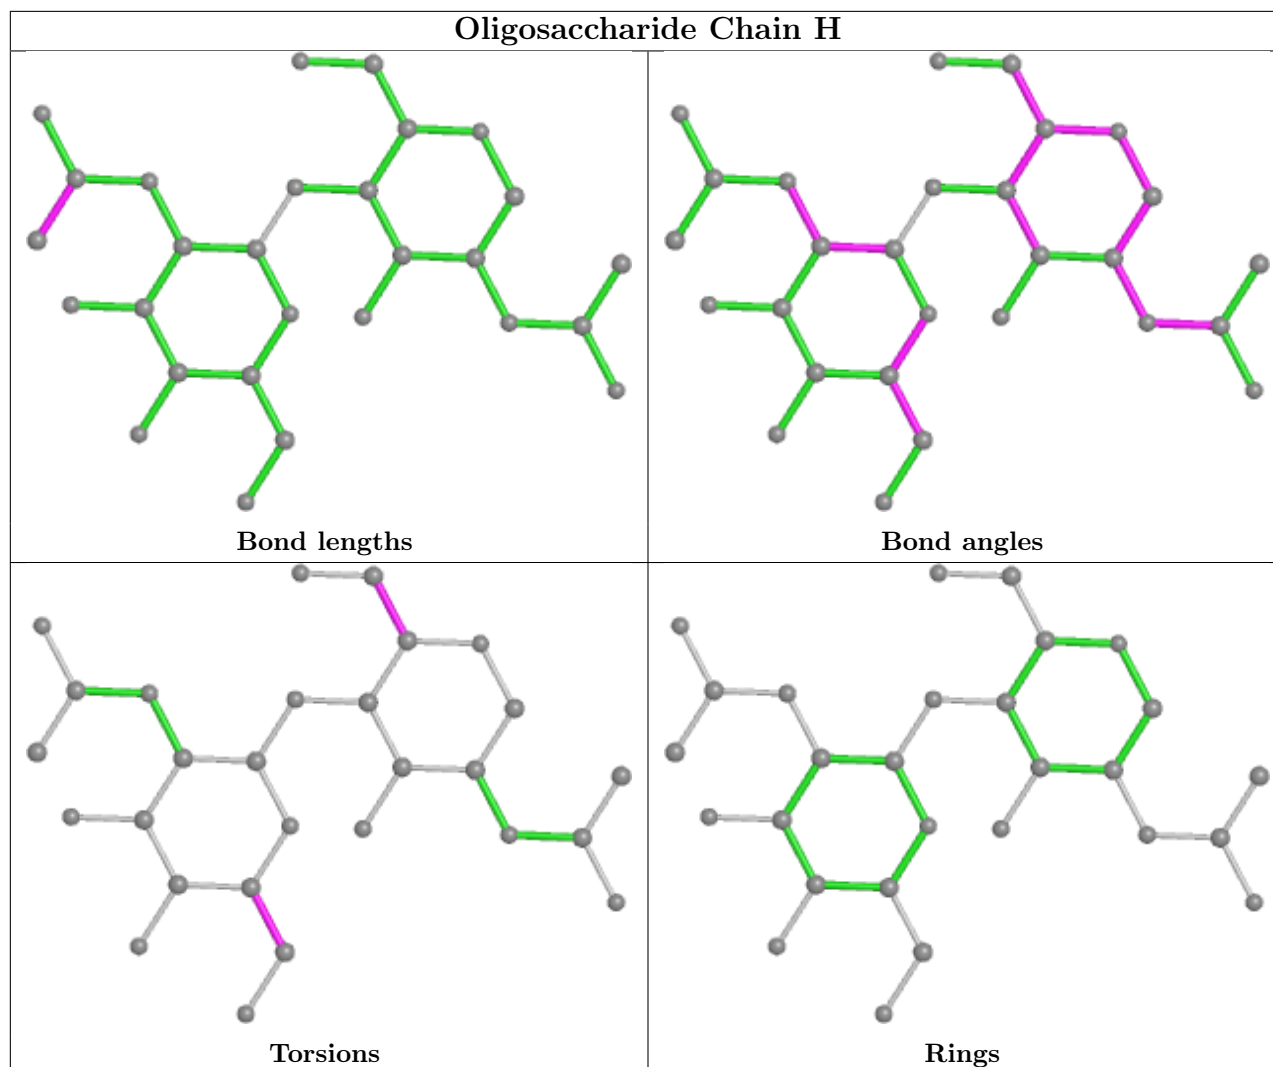 Oligosaccharide Chain H
Bond lengths
Bond angles
Torsions
Rings